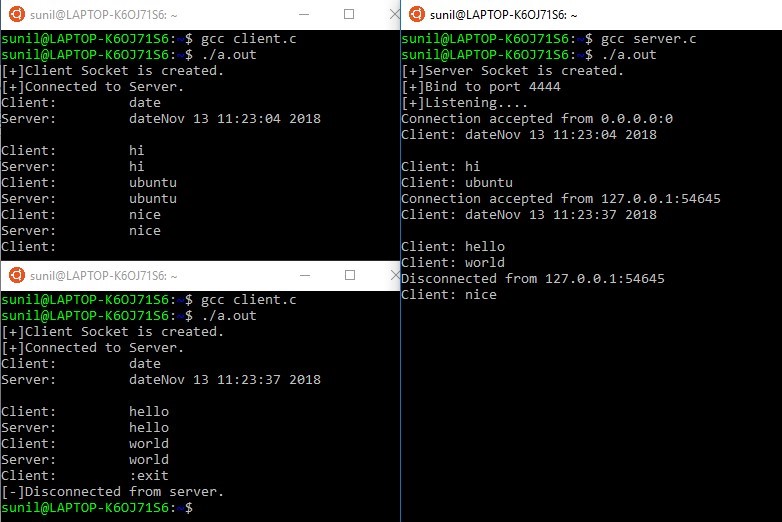 sunil@LAPTOP-K6OJ71S6: ~
sunil@LAPTOP-K6OJ71S6:~$ gcc client.c
sunil@LAPTOP-K6OJ71S6:~$ ./a.out
[+]Client Socket is created.
[+]Connected to Server.
Client: date
Server: dateNov 13 11:23:04 2018
Client: hi
Server: hi
Client: ubuntu
Server: ubuntu
Client: nice
Server: nice
Client:
sunil@LAPTOP-K6OJ71S6: ~
sunil@LAPTOP-K6OJ71S6:~$ gcc client.c
sunil@LAPTOP-K6OJ71S6:~$ ./a.out
[+]Client Socket is created.
[+]Connected to Server.
Client: date
Server: dateNov 13 11:23:37 2018
Client: hello
Server: hello
Client: world
Server: world
Client: :exit
[-]Disconnected from server.
sunil@LAPTOP-K6OJ71S6:~$
sunil@LAPTOP-K6OJ71S6: ~
sunil@LAPTOP-K6OJ71S6:~$ gcc server.c
sunil@LAPTOP-K6OJ71S6:~$ ./a.out
[+]Server Socket is created.
[+]Bind to port 4444
[+]Listening....
Connection accepted from 0.0.0.0:0
Client: dateNov 13 11:23:04 2018
Client: hi
Client: ubuntu
Connection accepted from 127.0.0.1:54645
Client: dateNov 13 11:23:37 2018
Client: hello
Client: world
Disconnected from 127.0.0.1:54645
Client: nice